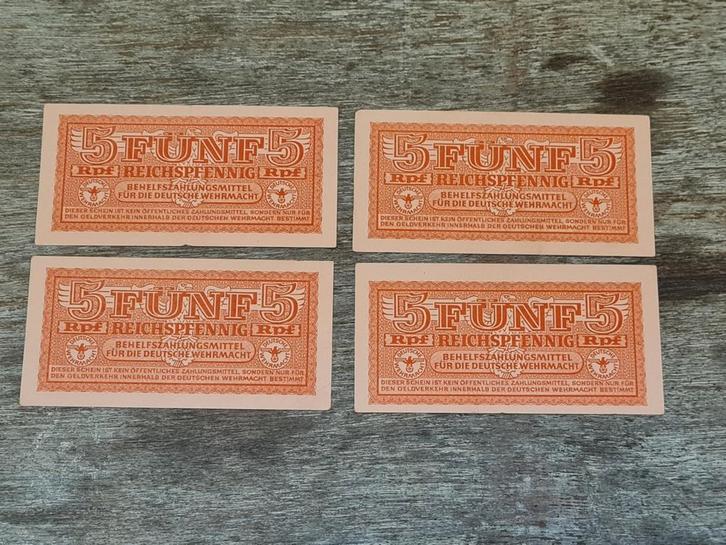 5 FÜNF 5
Rpf REICHSPFENNIG Rpf
BEHELFSZAHLUNGSMITTEL
FÜR DIE DEUTSCHE WEHRMACHT
DIESER SCHEIN IST KEIN ÖFFENTLICHES ZAHLUNGSMITTEL, SONDERN NUR FÜR
DEN GELDVERKEHR INNERHALB DER DEUTSCHEN WEHRMACHT BESTIMMT
5 FÜNF 5
Rpf REICHSPFENNIG Rpf
BEHELFSZAHLUNGSMITTEL
FÜR DIE DEUTSCHE WEHRMACHT
DIESER SCHEIN IST KEIN ÖFFENTLICHES ZAHLUNGSMITTEL, SONDERN NUR FÜR
DEN GELDVERKEHR INNERHALB DER DEUTSCHEN WEHRMACHT BESTIMMT
5 FÜNF 5
Rpf REICHSPFENNIG Rpf
BEHELFSZAHLUNGSMITTEL
FÜR DIE DEUTSCHE WEHRMACHT
DIESER SCHEIN IST KEIN ÖFFENTLICHES ZAHLUNGSMITTEL, SONDERN NUR FÜR
DEN GELDVERKEHR INNERHALB DER DEUTSCHEN WEHRMACHT BESTIMMT
5 FÜNF 5
Rpf REICHSPFENNIG Rpf
BEHELFSZAHLUNGSMITTEL
FÜR DIE DEUTSCHE WEHRMACHT
DIESER SCHEIN IST KEIN ÖFFENTLICHES ZAHLUNGSMITTEL, SONDERN NUR FÜR
DEN GELDVERKEHR INNERHALB DER DEUTSCHEN WEHRMACHT BESTIMMT